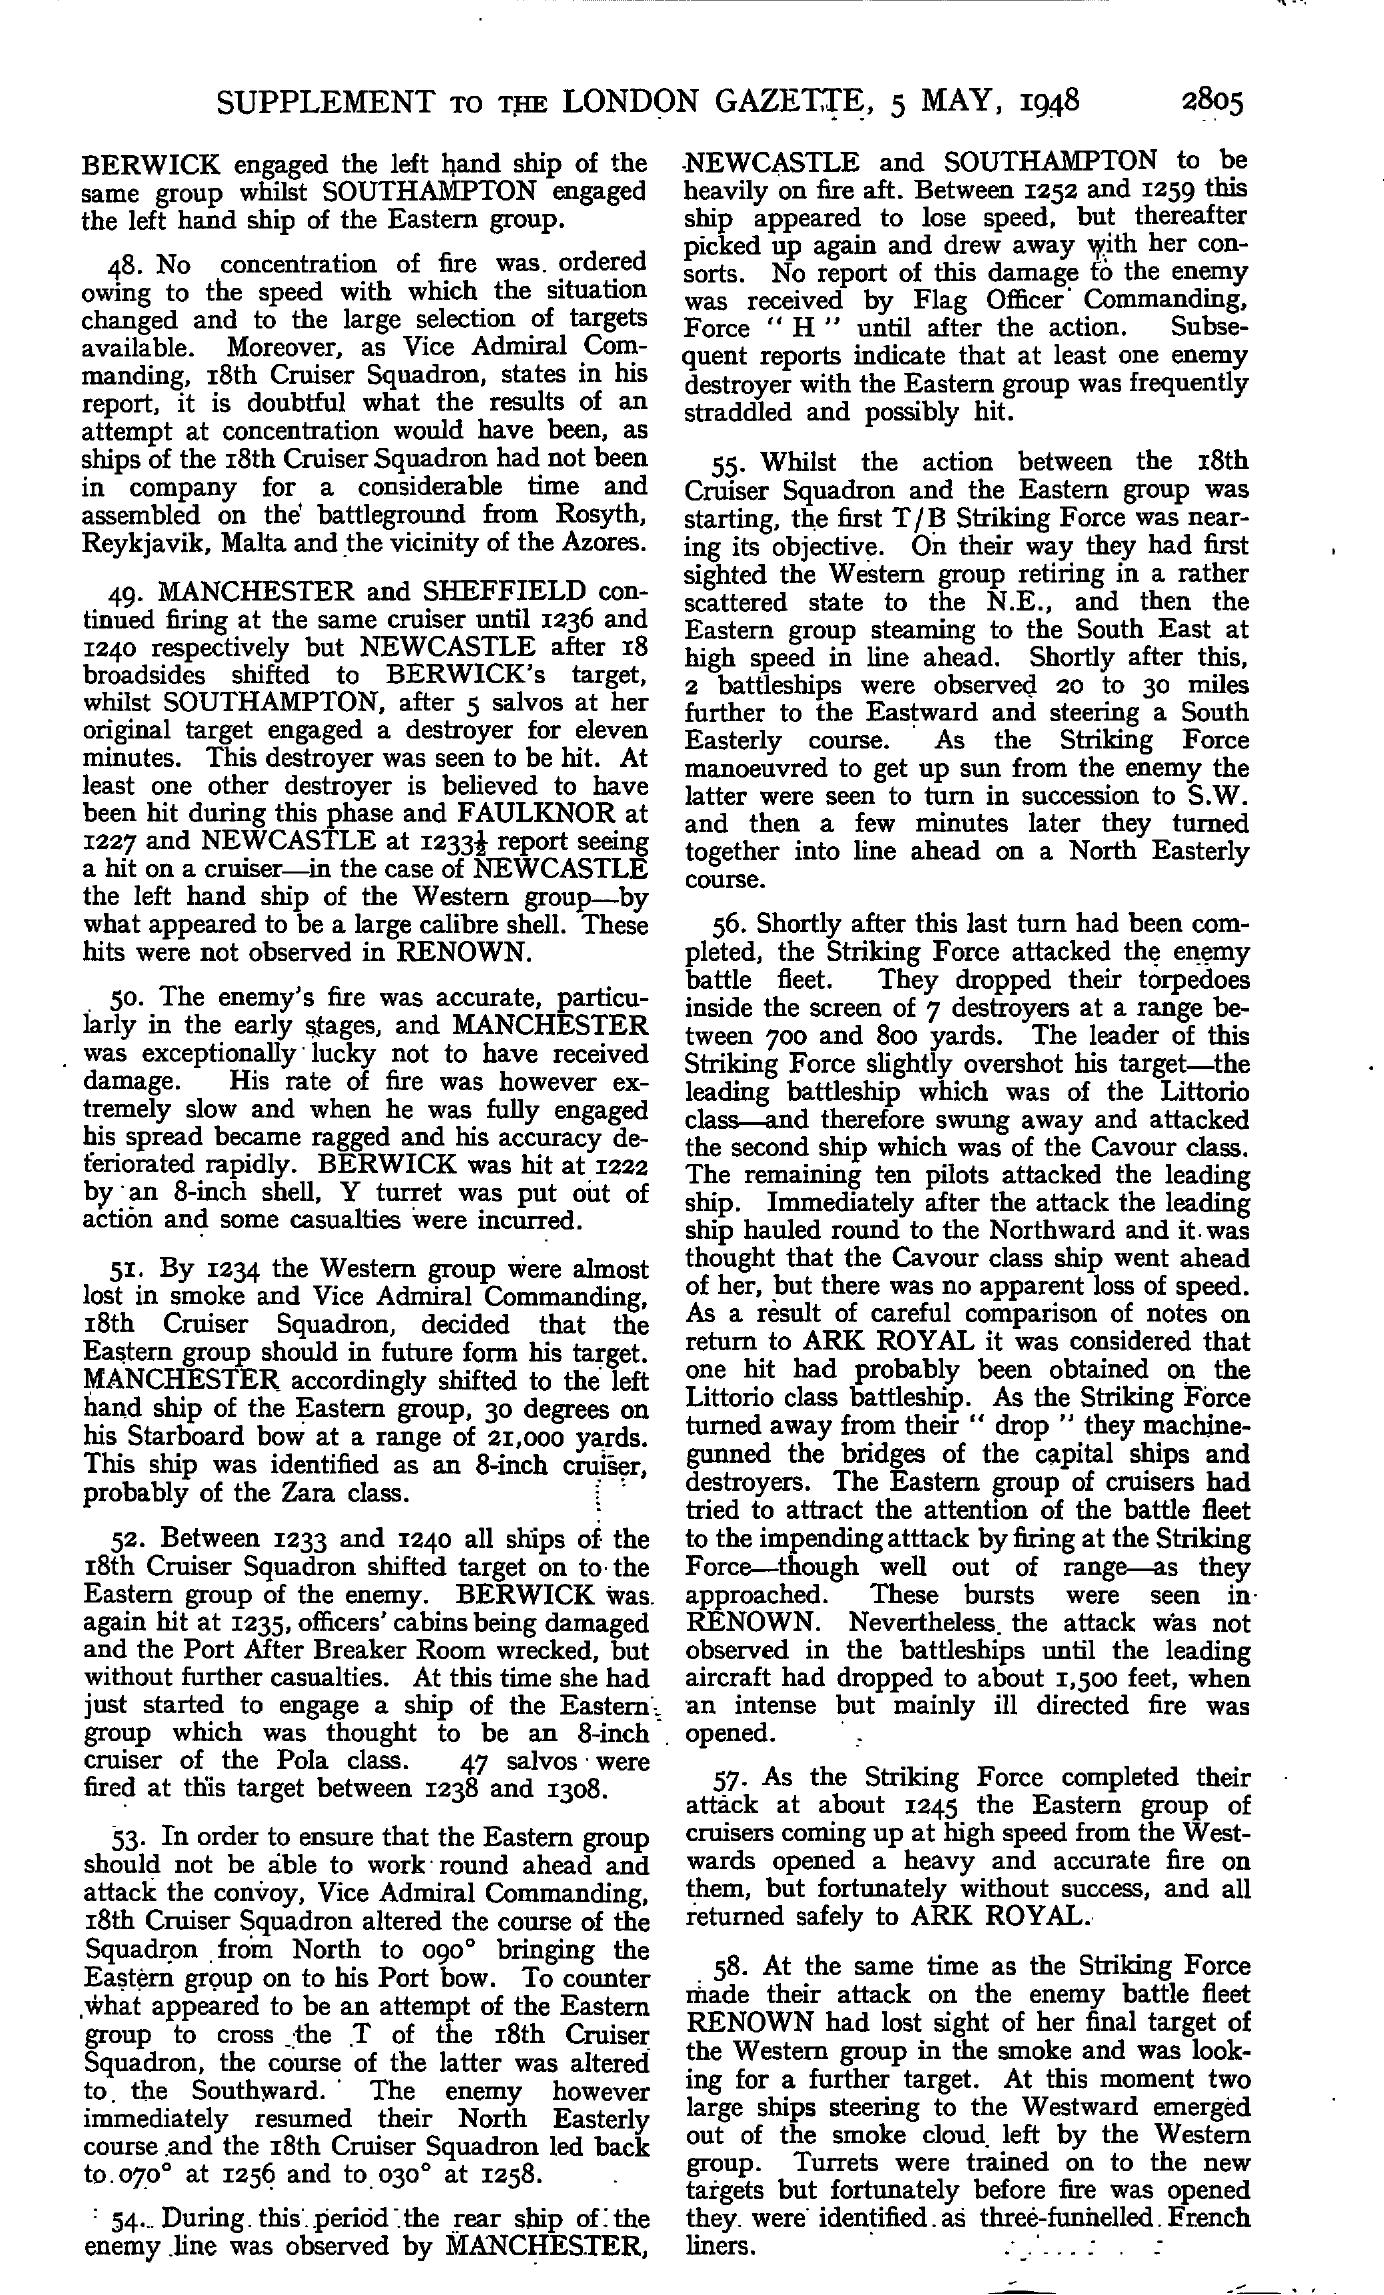 SUPPLEMENT TO THE LONDON GAZETTE, 5 MAY, 1948 2805
BERWICK engaged the left hand ship of the
same group whilst SOUTHAMPTON engaged
the left hand ship of the Eastern group.
48. No concentration of fire was ordered
owing to the speed with which the situation
changed and to the large selection of targets
available. Moreover, as Vice Admiral Com-
manding, 18th Cruiser Squadron, states in his
report, it is doubtful what the results of an
attempt at concentration would have been, as
ships of the 18th Cruiser Squadron had not been
in company for a considerable time and
assembled on the battleground from Rosyth,
Reykjavik, Malta and the vicinity of the Azores.
49. MANCHESTER and SHEFFIELD con-
tinued firing at the same cruiser until 1236 and
1240 respectively but NEWCASTLE after 18
broadsides shifted to BERWICK's target,
whilst SOUTHAMPTON, after 5 salvos at her
original target engaged a destroyer for eleven
minutes. This destroyer was seen to be hit. At
least one other destroyer is believed to have
been hit during this phase and FAULKNOR at
1227 and NEWCASTLE at 1233½ report seeing
a hit on a cruiser—in the case of NEWCASTLE
the left hand ship of the Western group—by
what appeared to be a large calibre shell. These
hits were not observed in RENOWN.
50. The enemy's fire was accurate, particu-
larly in the early stages, and MANCHESTER
was exceptionally lucky not to have received
damage. His rate of fire was however ex-
tremely slow and when he was fully engaged
his spread became ragged and his accuracy de-
teriorated rapidly. BERWICK was hit at 1222
by an 8-inch shell, Y turret was put out of
action and some casualties were incurred.
51. By 1234 the Western group were almost
lost in smoke and Vice Admiral Commanding,
18th Cruiser Squadron, decided that the
Eastern group should in future form his target.
MANCHESTER accordingly shifted to the left
hand ship of the Eastern group, 30 degrees on
his Starboard bow at a range of 21,000 yards.
This ship was identified as an 8-inch cruiser,
probably of the Zara class.
52. Between 1233 and 1240 all ships of the
18th Cruiser Squadron shifted target on to the
Eastern group of the enemy. BERWICK was
again hit at 1235, officers' cabins being damaged
and the Port After Breaker Room wrecked, but
without further casualties. At this time she had
just started to engage a ship of the Eastern
group which was thought to be an 8-inch
cruiser of the Pola class. 47 salvos were
fired at this target between 1238 and 1308.
53. In order to ensure that the Eastern group
should not be able to work round ahead and
attack the convoy, Vice Admiral Commanding,
18th Cruiser Squadron altered the course of the
Squadron from North to 090° bringing the
Eastern group on to his Port bow. To counter
what appeared to be an attempt of the Eastern
group to cross the T of the 18th Cruiser
Squadron, the course of the latter was altered
to the Southward. The enemy however
immediately resumed their North Easterly
course and the 18th Cruiser Squadron led back
to 070° at 1256 and to 030° at 1258.
54. During this period the rear ship of the
enemy line was observed by MANCHESTER,
NEWCASTLE and SOUTHAMPTON to be
heavily on fire aft. Between 1252 and 1259 this
ship appeared to lose speed, but thereafter
picked up again and drew away with her con-
sorts. No report of this damage to the enemy
was received by Flag Officer Commanding,
Force " H " until after the action. Subse-
quent reports indicate that at least one enemy
destroyer with the Eastern group was frequently
straddled and possibly hit.
55. Whilst the action between the 18th
Cruiser Squadron and the Eastern group was
starting, the first T/B Striking Force was near-
ing its objective. On their way they had first
sighted the Western group retiring in a rather
scattered state to the N.E., and then the
Eastern group steaming to the South East at
high speed in line ahead. Shortly after this,
2 battleships were observed 20 to 30 miles
further to the Eastward and steering a South
Easterly course. As the Striking Force
manoeuvred to get up sun from the enemy the
latter were seen to turn in succession to S.W.
and then a few minutes later they turned
together into line ahead on a North Easterly
course.
56. Shortly after this last turn had been com-
pleted, the Striking Force attacked the enemy
battle fleet. They dropped their torpedoes
inside the screen of 7 destroyers at a range be-
tween 700 and 800 yards. The leader of this
Striking Force slightly overshot his target—the
leading battleship which was of the Littorio
class—and therefore swung away and attacked
the second ship which was of the Cavour class.
The remaining ten pilots attacked the leading
ship. Immediately after the attack the leading
ship hauled round to the Northward and it was
thought that the Cavour class ship went ahead
of her, but there was no apparent loss of speed.
As a result of careful comparison of notes on
return to ARK ROYAL it was considered that
one hit had probably been obtained on the
Littorio class battleship. As the Striking Force
turned away from their " drop " they machine-
gunned the bridges of the capital ships and
destroyers. The Eastern group of cruisers had
tried to attract the attention of the battle fleet
to the impending atttack by firing at the Striking
Force—though well out of range—as they
approached. These bursts were seen in
RENOWN. Nevertheless the attack was not
observed in the battleships until the leading
aircraft had dropped to about 1,500 feet, when
an intense but mainly ill directed fire was
opened.
57. As the Striking Force completed their
attack at about 1245 the Eastern group of
cruisers coming up at high speed from the West-
wards opened a heavy and accurate fire on
them, but fortunately without success, and all
returned safely to ARK ROYAL.
58. At the same time as the Striking Force
made their attack on the enemy battle fleet
RENOWN had lost sight of her final target of
the Western group in the smoke and was look-
ing for a further target. At this moment two
large ships steering to the Westward emerged
out of the smoke cloud left by the Western
group. Turrets were trained on to the new
targets but fortunately before fire was opened
they were identified as three-funnelled French
liners.